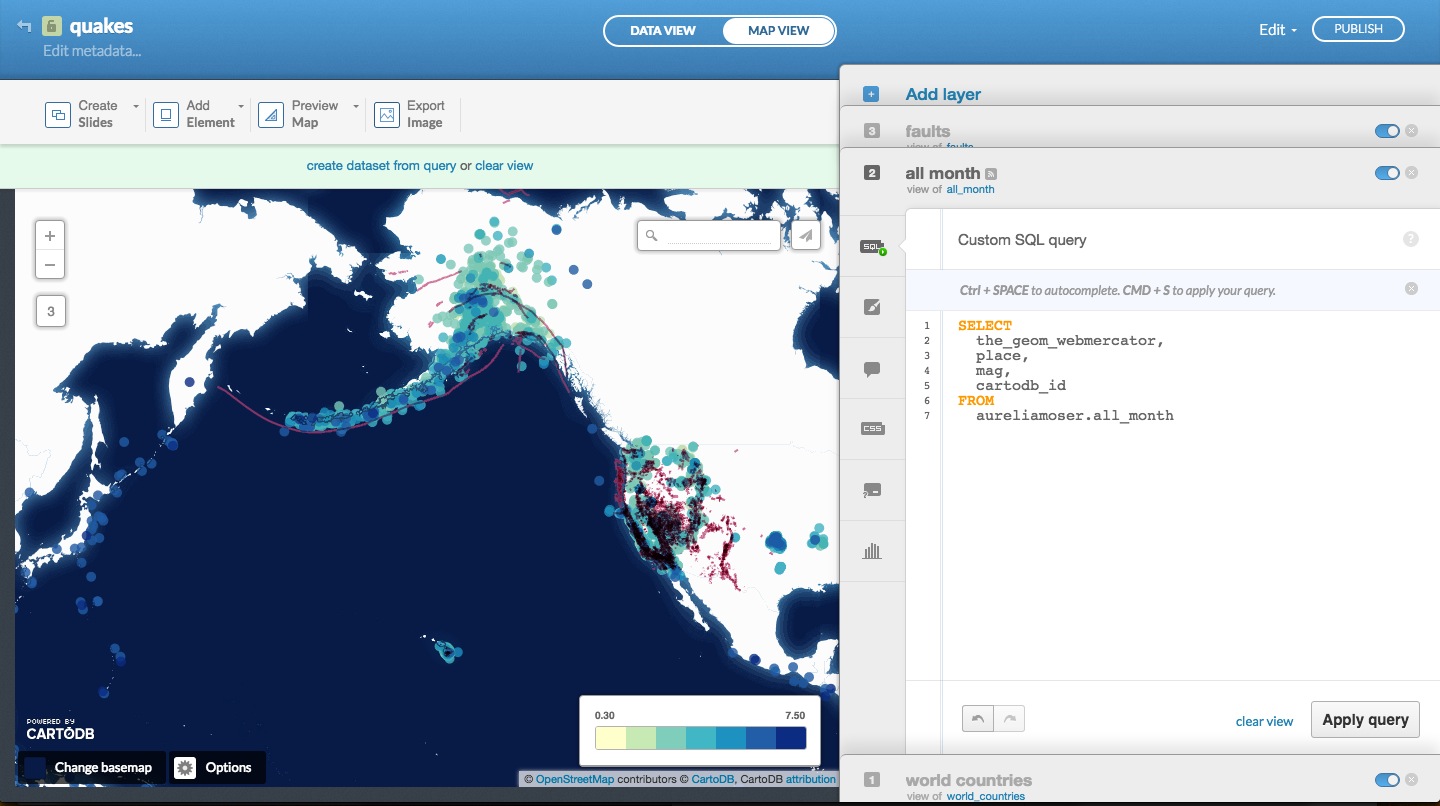 quakes
Edit metadata...
DATA VIEW
MAP VIEW
Edit
PUBLISH
Create
Slides
Add
Element
Preview
Map
Export
Image
create dataset from query or clear view
+
−
3
POWERED BY
CARTODB
Change basemap
Options
0.30
7.50
© OpenStreetMap contributors © CartoDB, CartoDB attribution
+
Add layer
3
faults
view of faults
2
all month
view of all_month
SQL
CSS
?
Custom SQL query
?
Ctrl + SPACE to autocomplete. CMD + S to apply your query.
1 SELECT
2 the_geom_webmercator,
3 place,
4 mag,
5 cartodb_id
6 FROM
7 aureliamoser.all_month
clear view
Apply query
1
world countries
view of world_countries